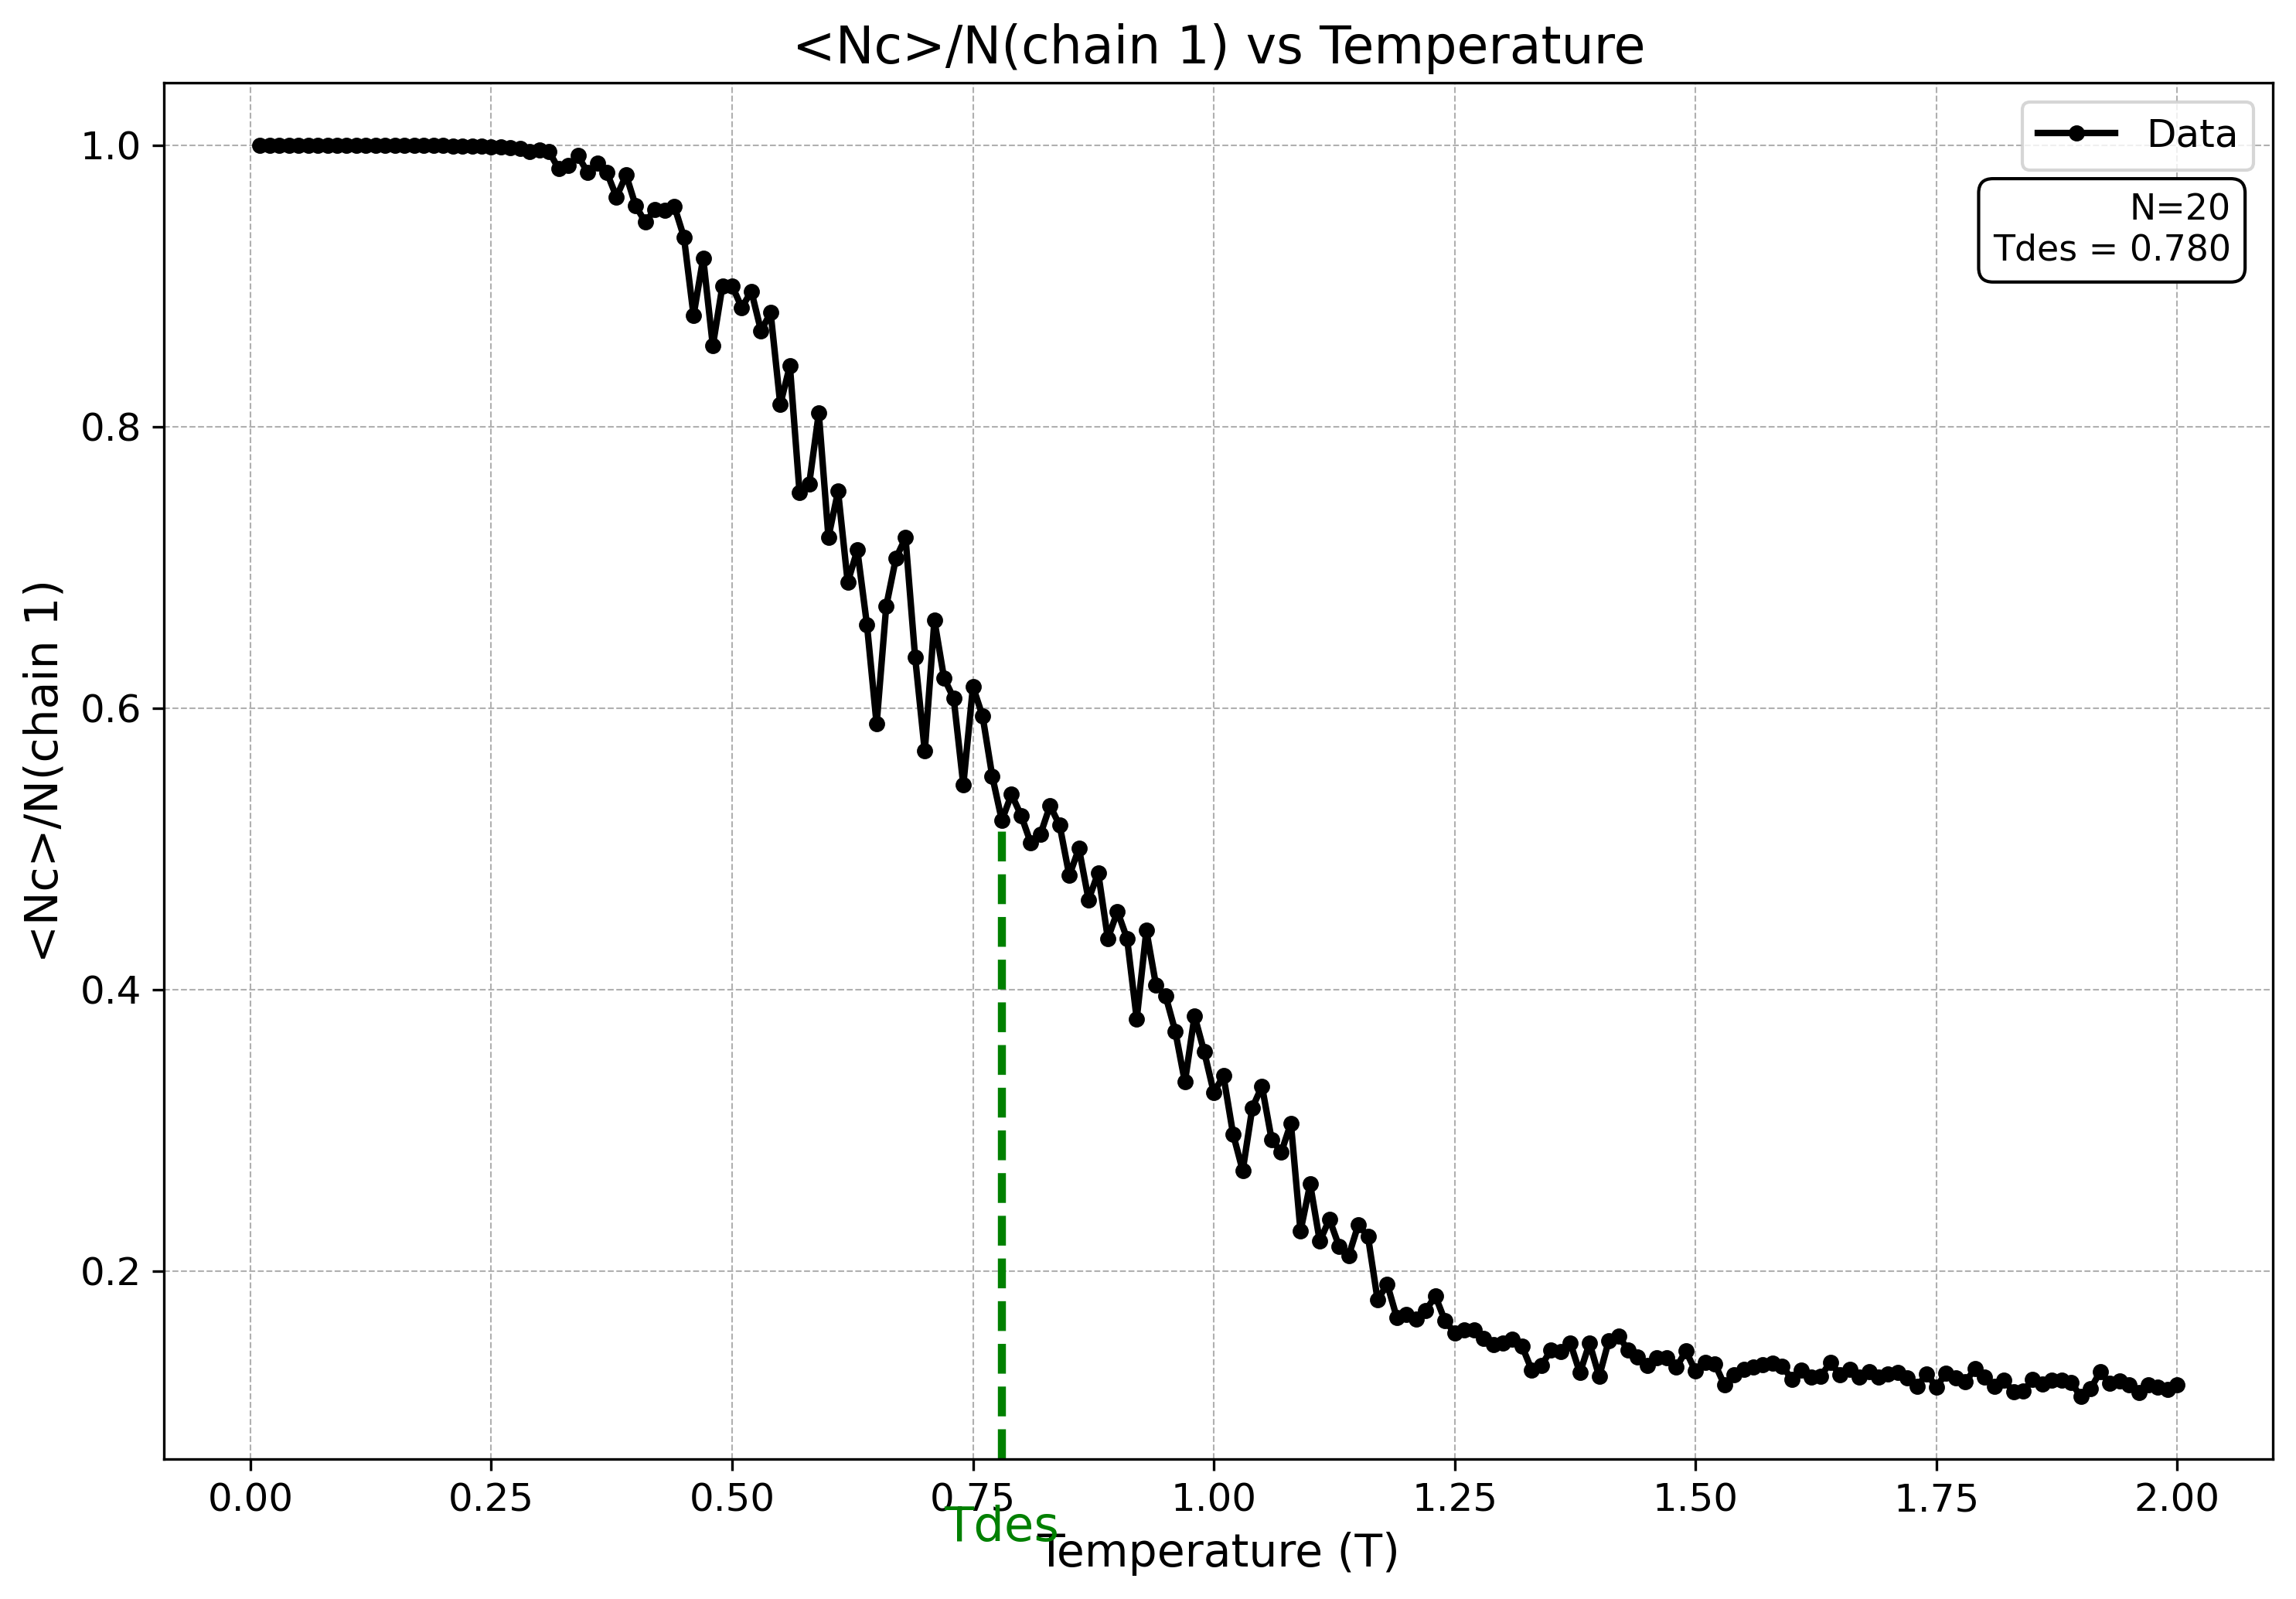 <Nc>/N(chain 1) vs Temperature
Data
N=20
Tdes = 0.780
<Nc>/N(chain 1)
1.0
0.8
0.6
0.4
0.2
0.00 0.25 0.50 0.75 1.00 1.25 1.50 1.75 2.00
Tdes
Temperature (T)